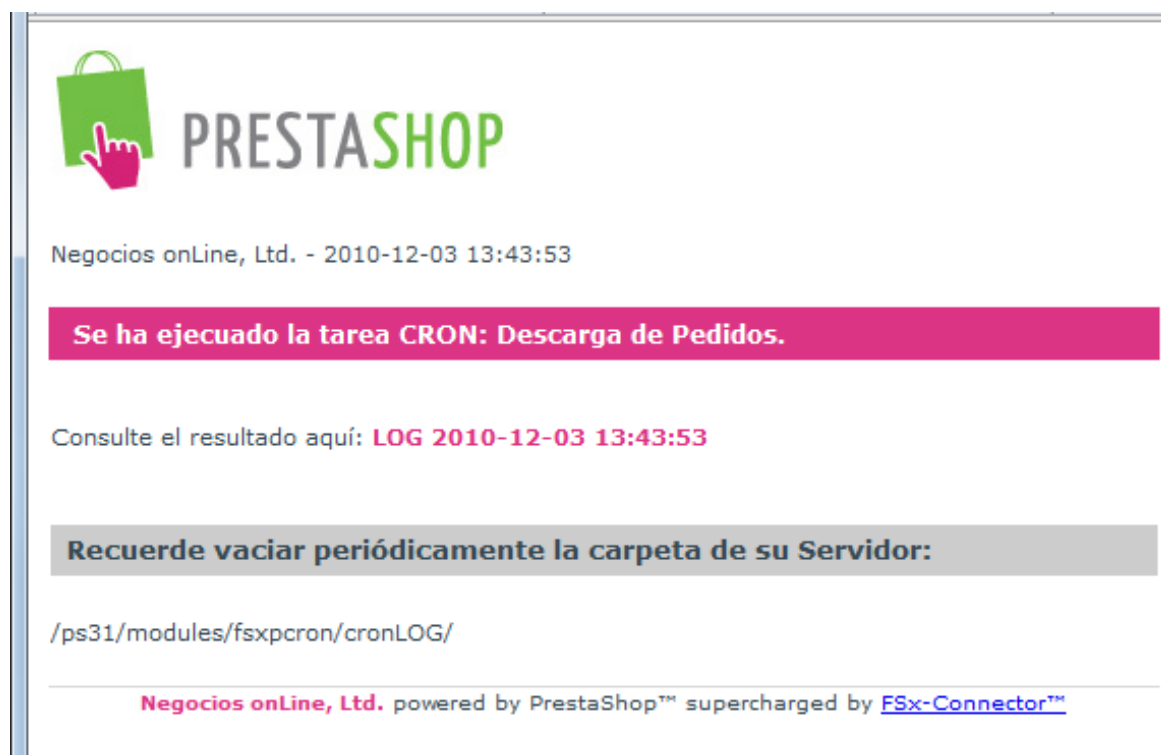 PRESTASHOP
Negocios onLine, Ltd. - 2010-12-03 13:43:53
Se ha ejecuado la tarea CRON: Descarga de Pedidos.
Consulte el resultado aquí: LOG 2010-12-03 13:43:53
Recuerde vaciar periódicamente la carpeta de su Servidor:
/ps31/modules/fsxpcron/cronLOG/
Negocios onLine, Ltd. powered by PrestaShop™ supercharged by FSx-Connector™